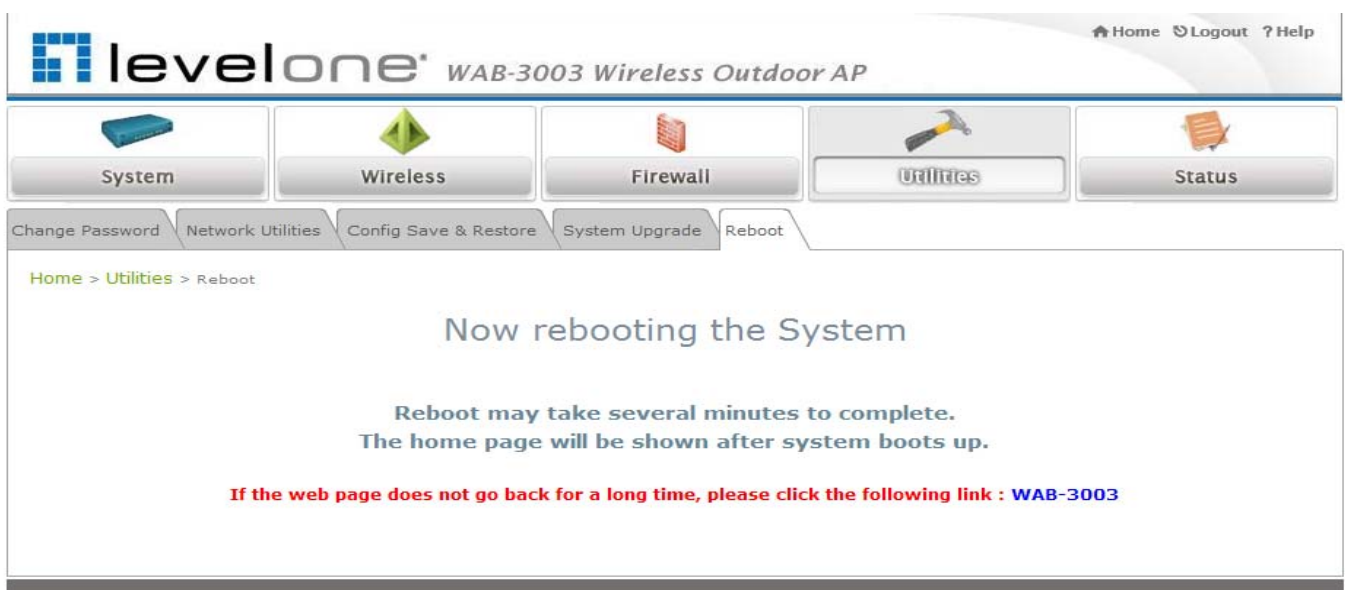 Home Logout ? Help
levelone WAB-3003 Wireless Outdoor AP
System Wireless Firewall Utilities Status
Change Password Network Utilities Config Save & Restore System Upgrade Reboot
Home > Utilities > Reboot
Now rebooting the System
Reboot may take several minutes to complete.
The home page will be shown after system boots up.
If the web page does not go back for a long time, please click the following link : WAB-3003